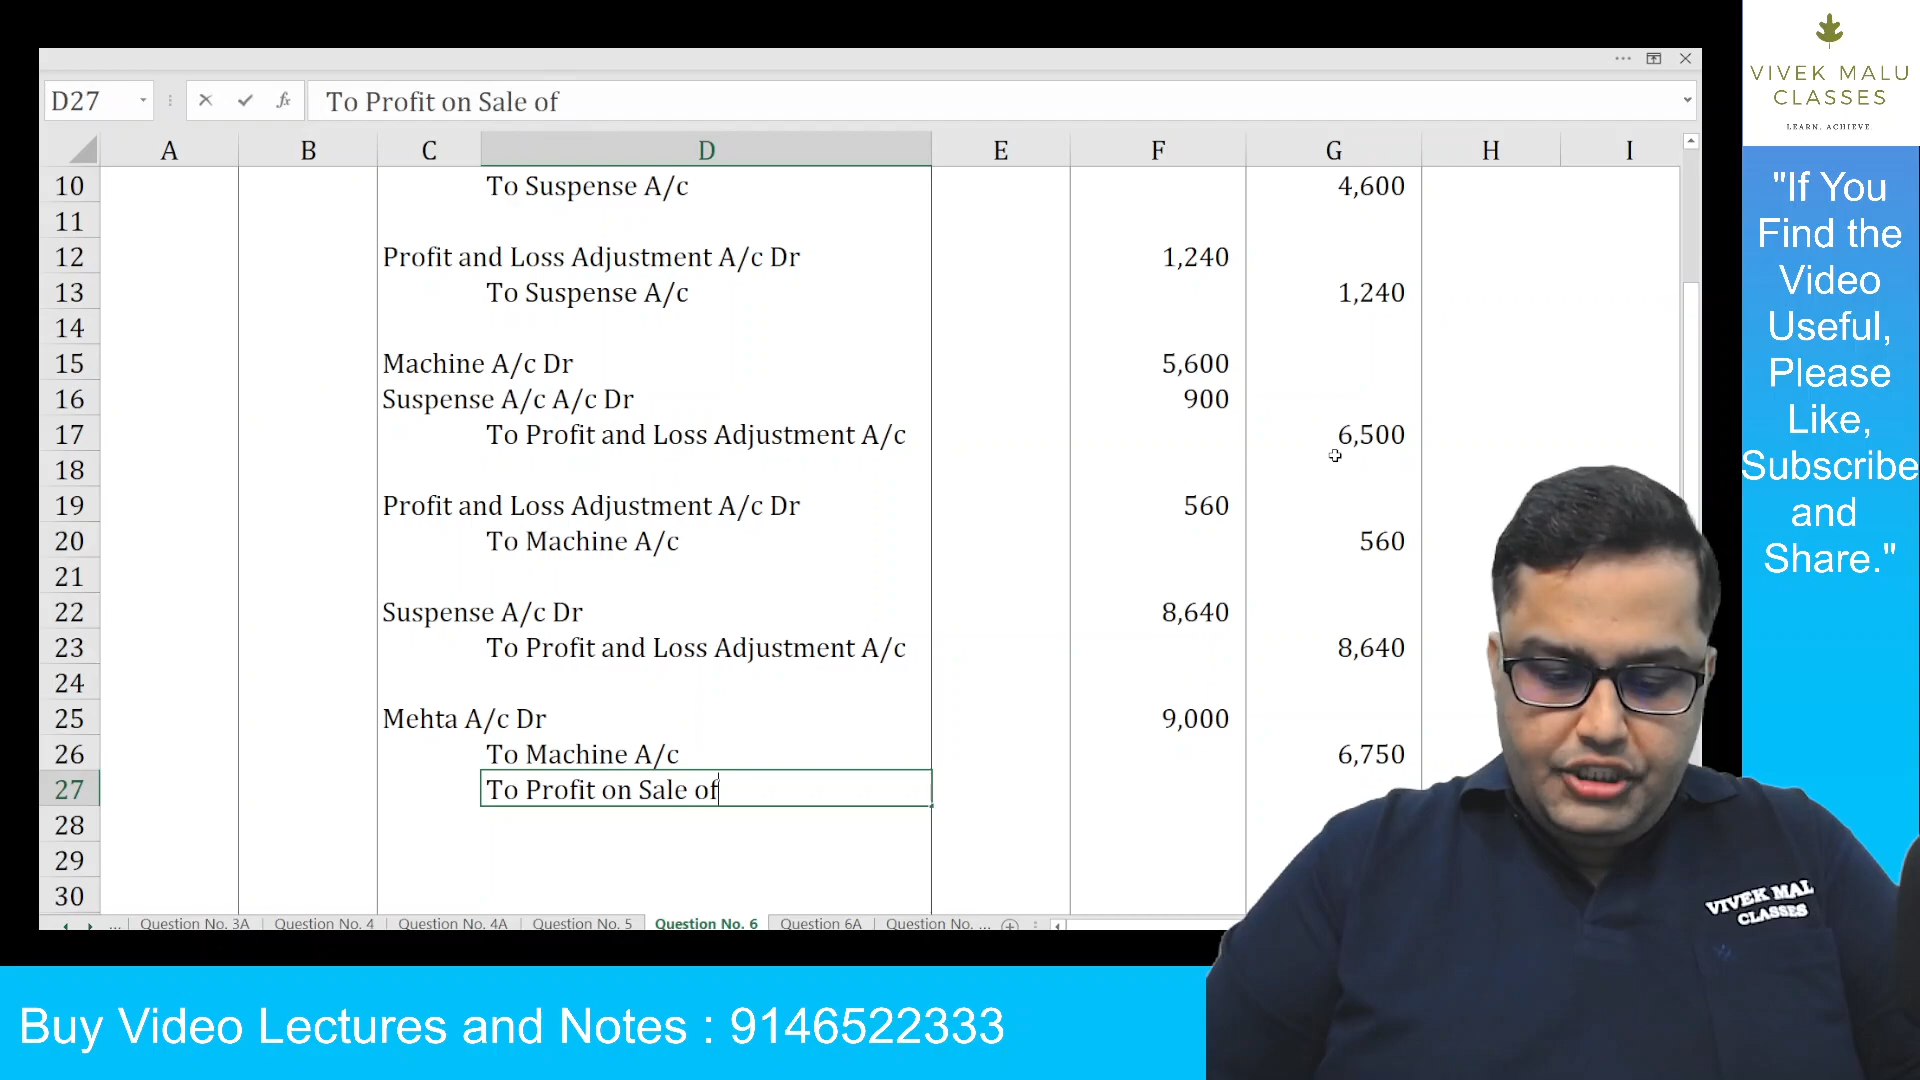 D27
fx
To Profit on Sale of
A B C D E F G H I
10 To Suspense A/c 4,600
11
12 Profit and Loss Adjustment A/c Dr 1,240
13 To Suspense A/c 1,240
14
15 Machine A/c Dr 5,600
16 Suspense A/c A/c Dr 900
17 To Profit and Loss Adjustment A/c 6,500
18
19 Profit and Loss Adjustment A/c Dr 560
20 To Machine A/c 560
21
22 Suspense A/c Dr 8,640
23 To Profit and Loss Adjustment A/c 8,640
24
25 Mehta A/c Dr 9,000
26 To Machine A/c 6,750
27 To Profit on Sale of
28
29
30
... Question No. 3A Question No. 4 Question No. 4A Question No. 5 Question No. 6 Question 6A Question No. ...
VIVEK MALU
CLASSES
LEARN. ACHIEVE.
"If You
Find the
Video
Useful,
Please
Like,
Subscribe
and
Share."
VIVEK MAL
CLASSES
Buy Video Lectures and Notes : 9146522333